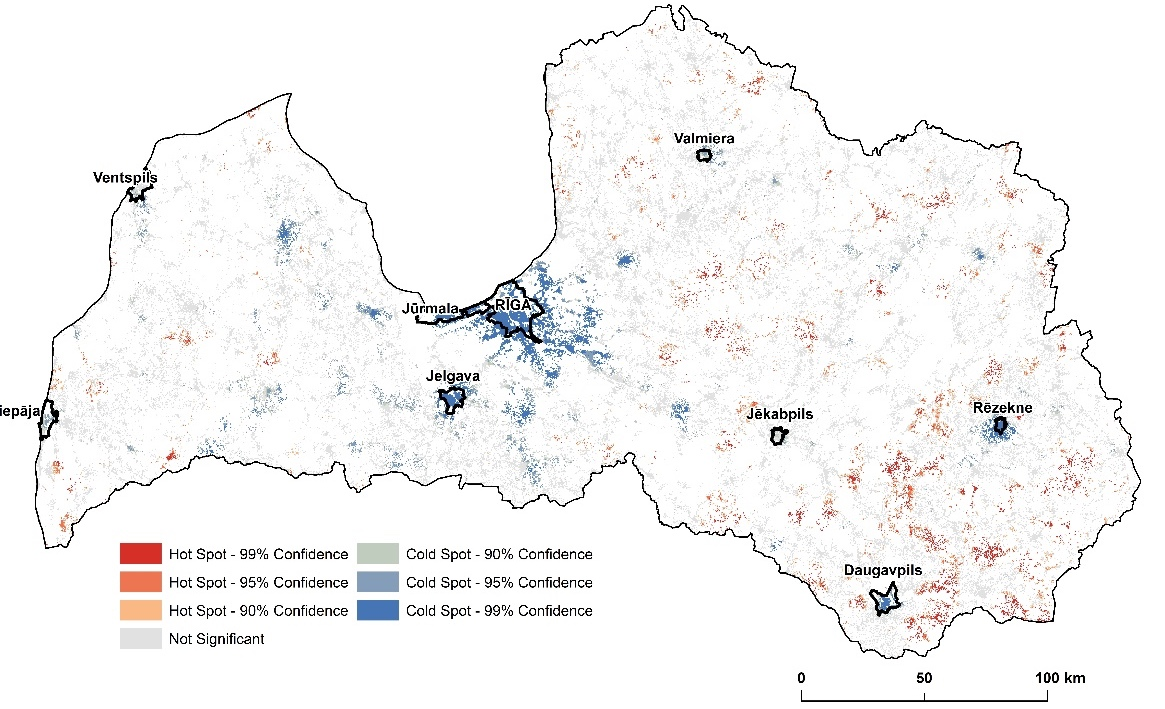 Valmiera
Ventspils
Jūrmala
RĪGA
Jelgava
iepāja
Jēkabpils
Rēzekne
Daugavpils
Hot Spot - 99% Confidence
Cold Spot - 90% Confidence
Hot Spot - 95% Confidence
Cold Spot - 95% Confidence
Hot Spot - 90% Confidence
Cold Spot - 99% Confidence
Not Significant
0 50 100 km